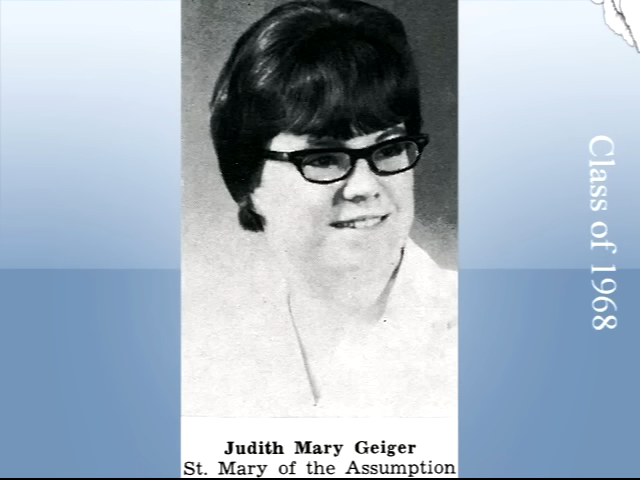 Judith Mary Geiger
St. Mary of the Assumption
Class of 1968